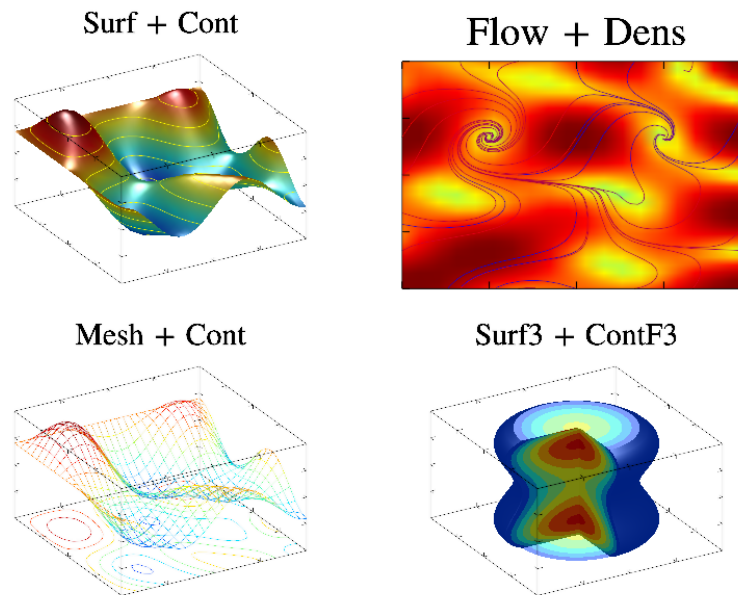 Surf + Cont
Flow + Dens
Mesh + Cont
Surf3 + ContF3